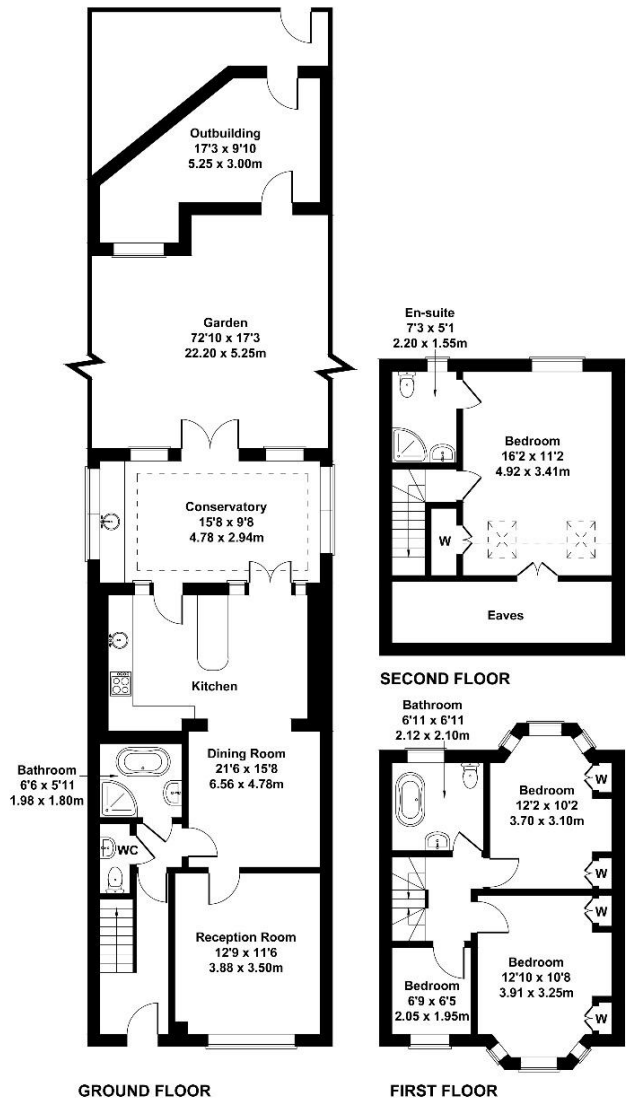 Outbuilding
17'3 x 9'10
5.25 x 3.00m
Garden
72'10 x 17'3
22.20 x 5.25m
Conservatory
15'8 x 9'8
4.78 x 2.94m
Kitchen
Dining Room
21'6 x 15'8
6.56 x 4.78m
Bathroom
6'6 x 5'11
1.98 x 1.80m
WC
Reception Room
12'9 x 11'6
3.88 x 3.50m
GROUND FLOOR
En-suite
7'3 x 5'1
2.20 x 1.55m
Bedroom
16'2 x 11'2
4.92 x 3.41m
W
Eaves
SECOND FLOOR
Bathroom
6'11 x 6'11
2.12 x 2.10m
Bedroom
12'2 x 10'2
3.70 x 3.10m
W
W
W
Bedroom
12'10 x 10'8
3.91 x 3.25m
Bedroom
6'9 x 6'5
2.05 x 1.95m
W
FIRST FLOOR